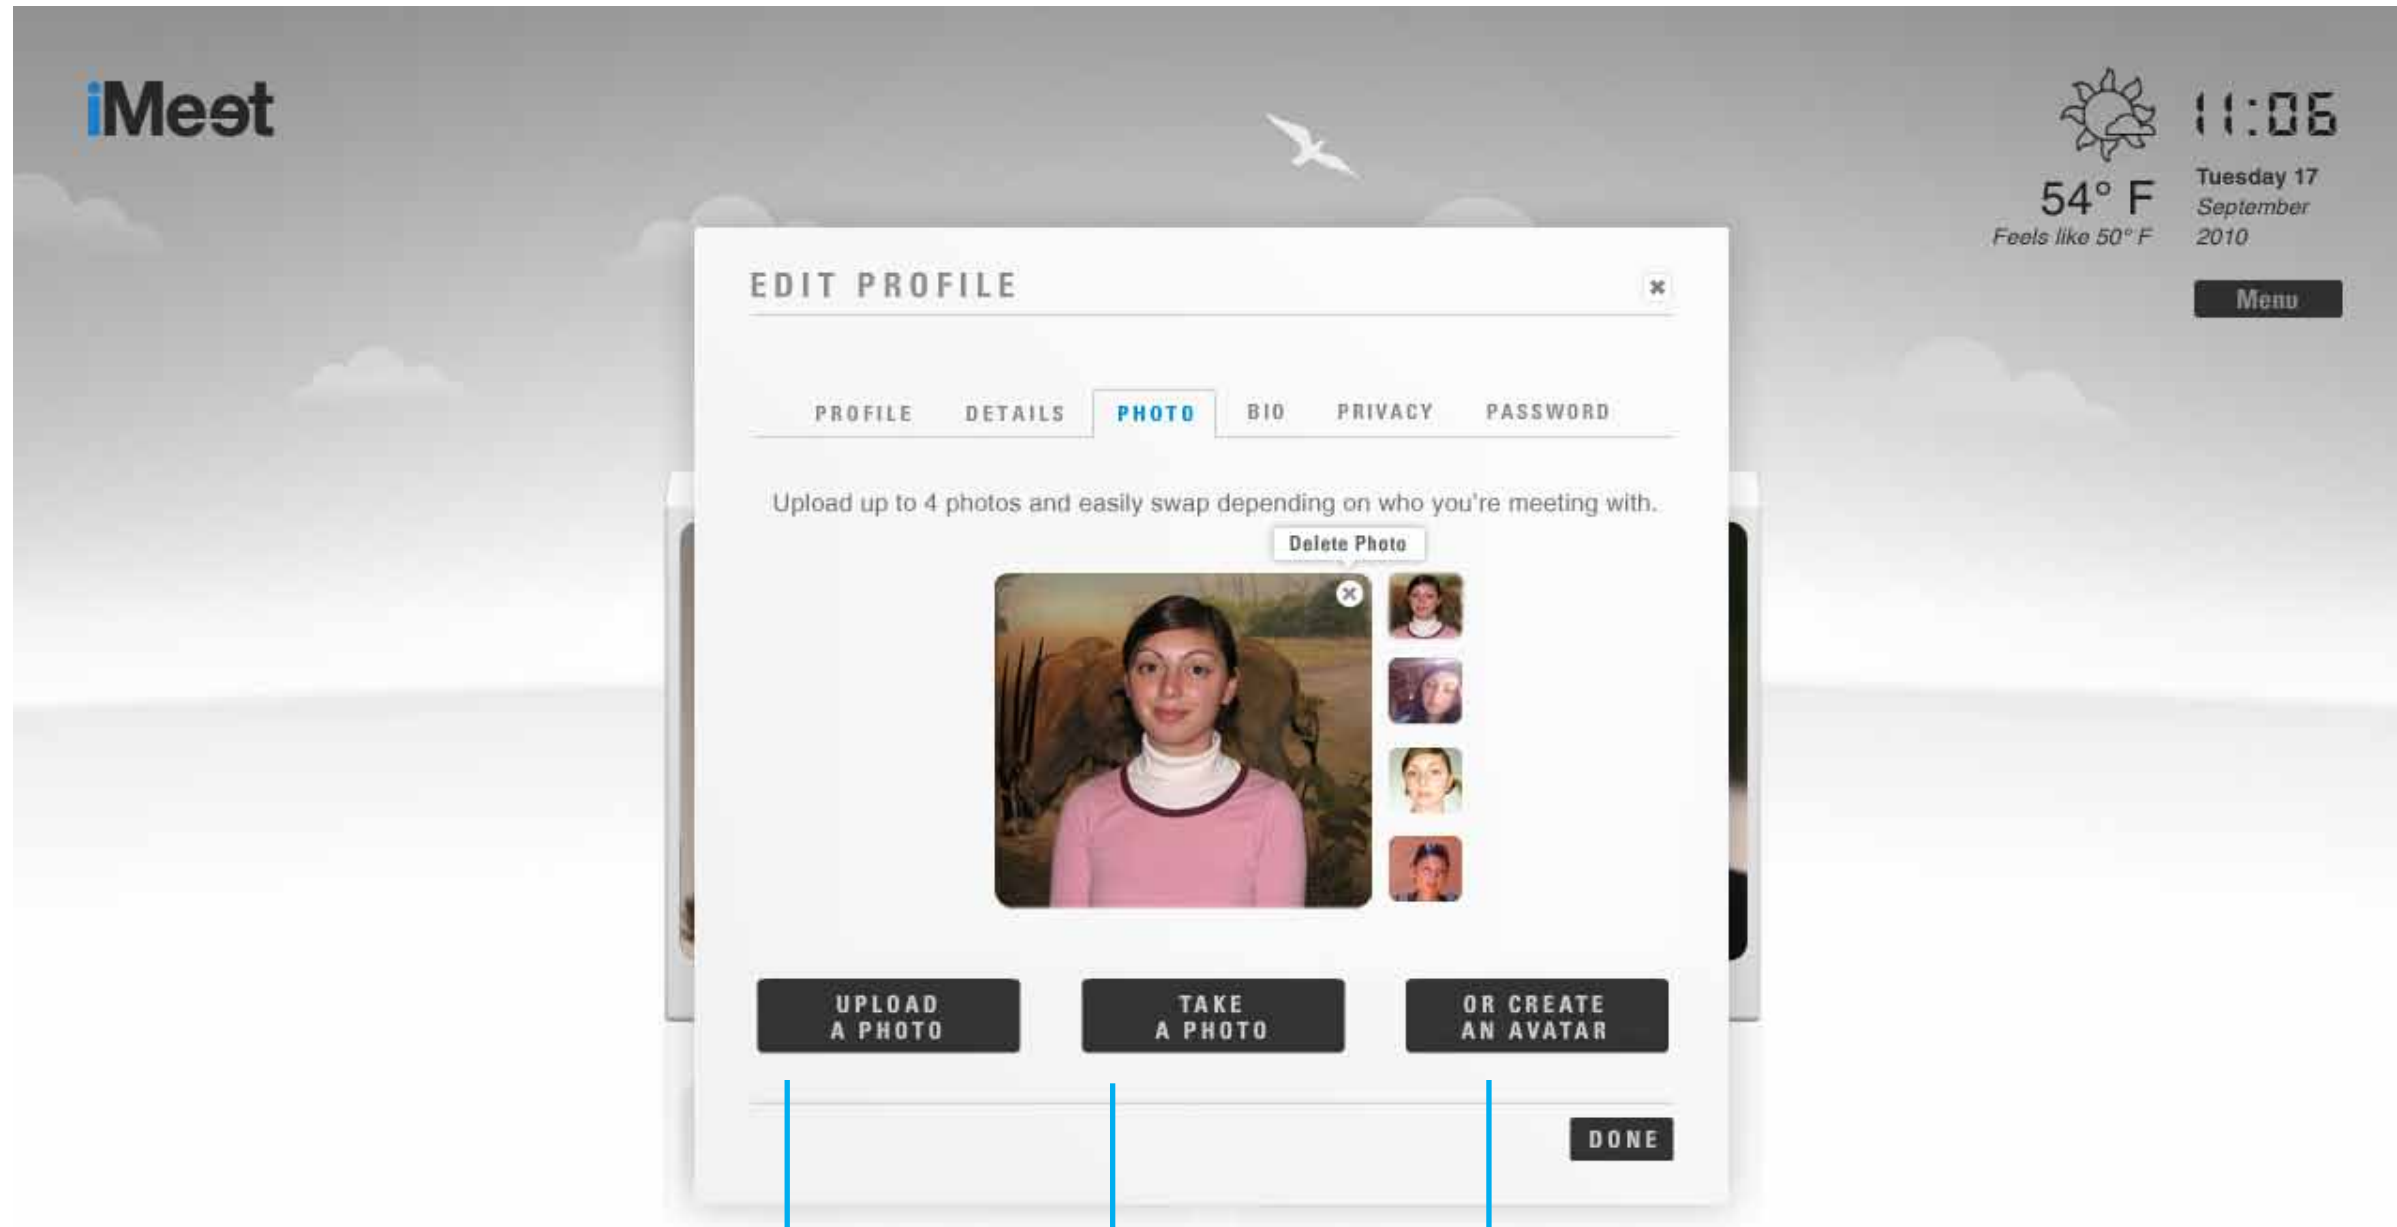 iMeet
11:06
54° F
Feels like 50° F
Tuesday 17
September
2010
Menu
EDIT PROFILE
PROFILE DETAILS PHOTO BIO PRIVACY PASSWORD
Upload up to 4 photos and easily swap depending on who you're meeting with.
Delete Photo
UPLOAD
A PHOTO
TAKE
A PHOTO
OR CREATE
AN AVATAR
DONE